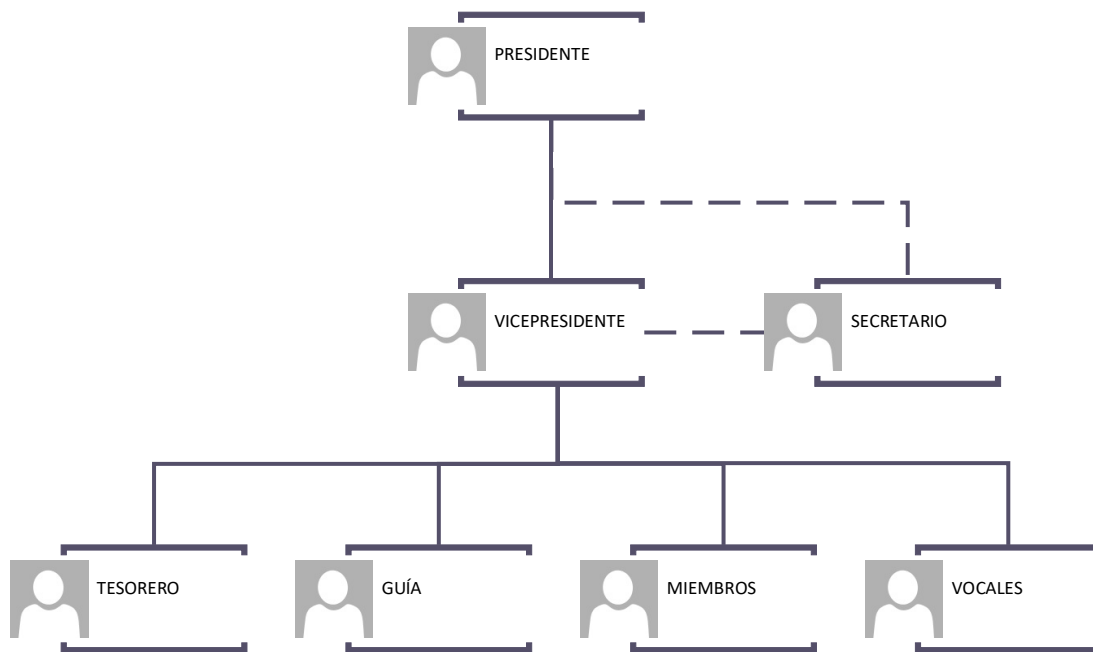 PRESIDENTE
VICEPRESIDENTE
SECRETARIO
TESORERO
GUÍA
MIEMBROS
VOCALES